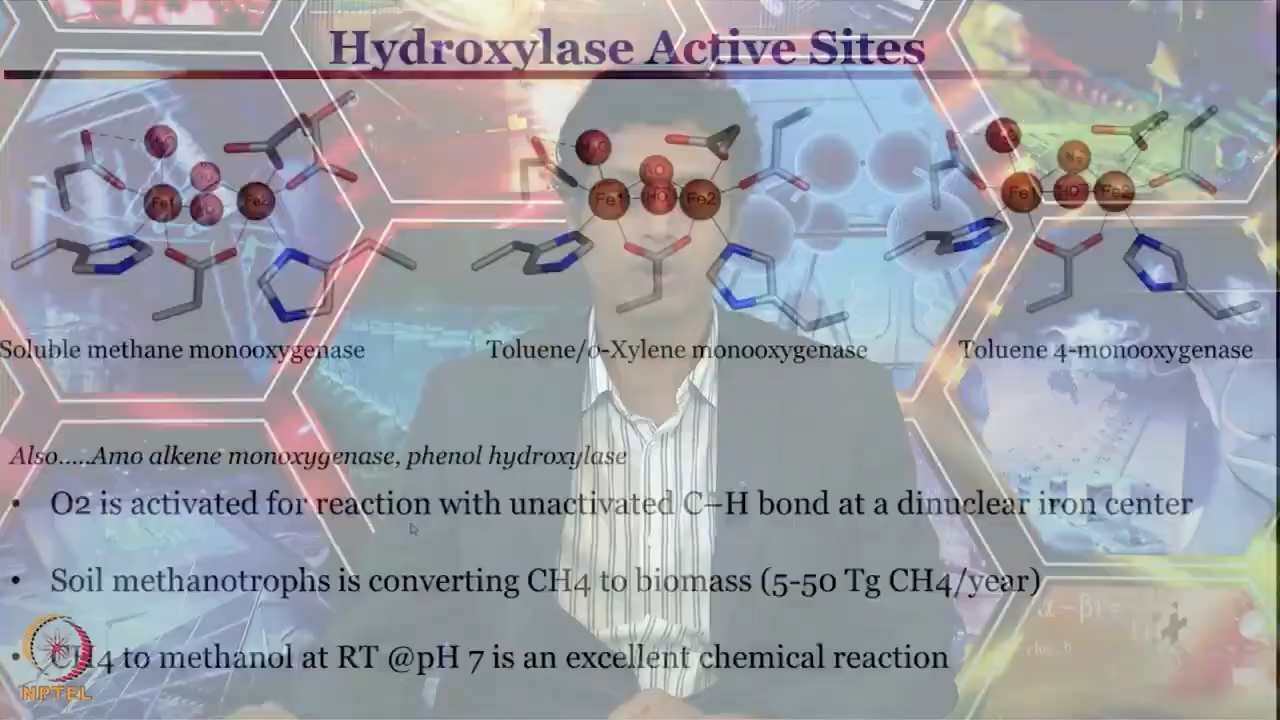 Hydroxylase Active Sites
Fe1 Fe2
Fe1 HO Fe2
Fe1 HO Fe2
Soluble methane monooxygenase
Toluene/o-Xylene monooxygenase
Toluene 4-monooxygenase
Also.....Amo alkene monoxygenase, phenol hydroxylase
• O2 is activated for reaction with unactivated C–H bond at a dinuclear iron center
• Soil methanotrophs is converting CH4 to biomass (5-50 Tg CH4/year)
• CH4 to methanol at RT @pH 7 is an excellent chemical reaction
NPTEL